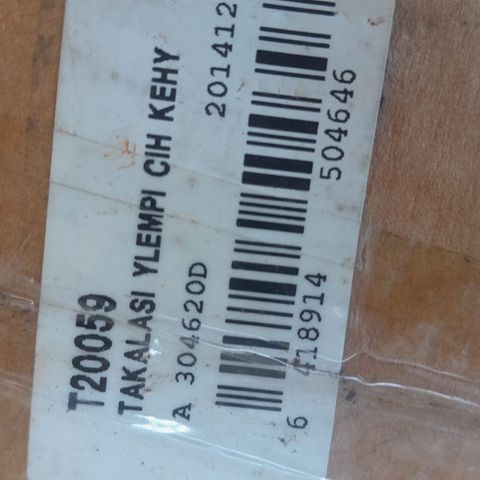 T20059
TAKALASI YLEMPI CIH KEHY
A 304620D 201412
6 418914 504646